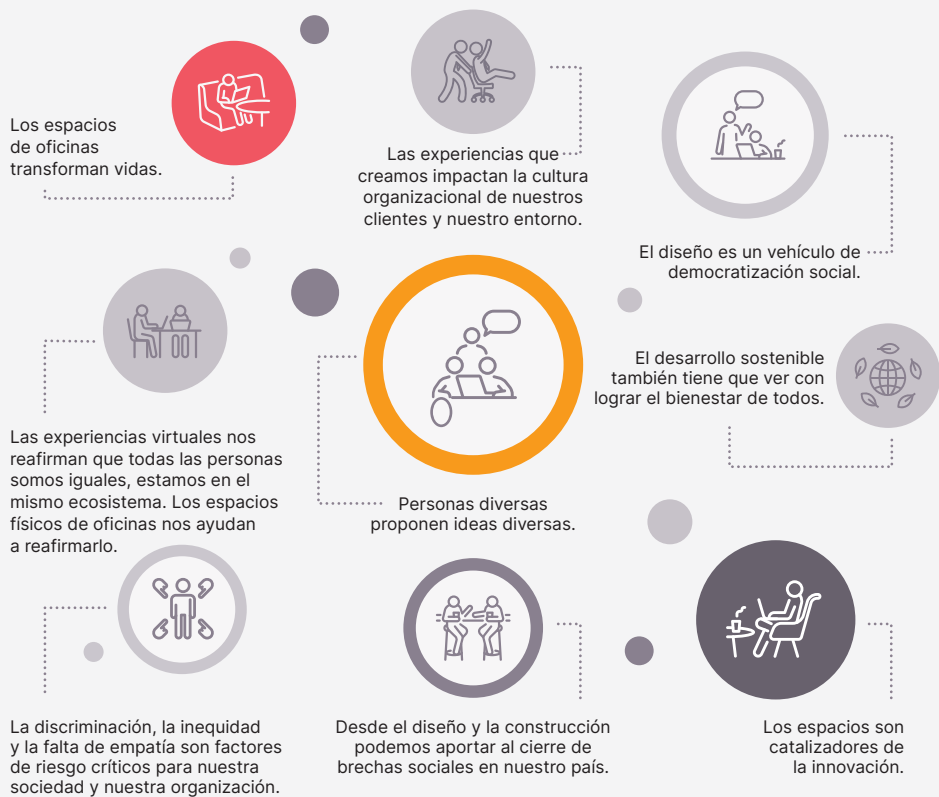 Los espacios
de oficinas
transforman vidas.
Las experiencias que
creamos impactan la cultura
organizacional de nuestros
clientes y nuestro entorno.
El diseño es un vehículo de
democratización social.
Las experiencias virtuales nos
reafirman que todas las personas
somos iguales, estamos en el
mismo ecosistema. Los espacios
físicos de oficinas nos ayudan
a reafirmarlo.
Personas diversas
proponen ideas diversas.
El desarrollo sostenible
también tiene que ver con
lograr el bienestar de todos.
La discriminación, la inequidad
y la falta de empatía son factores
de riesgo críticos para nuestra
sociedad y nuestra organización.
Desde el diseño y la construcción
podemos aportar al cierre de
brechas sociales en nuestro país.
Los espacios son
catalizadores de
la innovación.